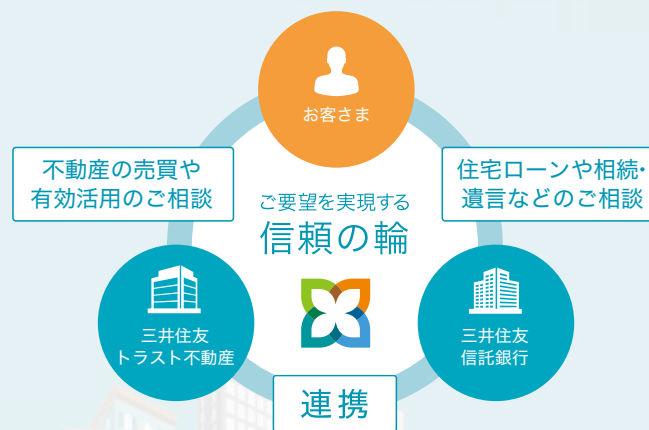 お客さま
不動産の売買や
有効活用のご相談
住宅ローンや相続・
遺言などのご相談
ご要望を実現する
信頼の輪
三井住友
トラスト不動産
三井住友
信託銀行
連携